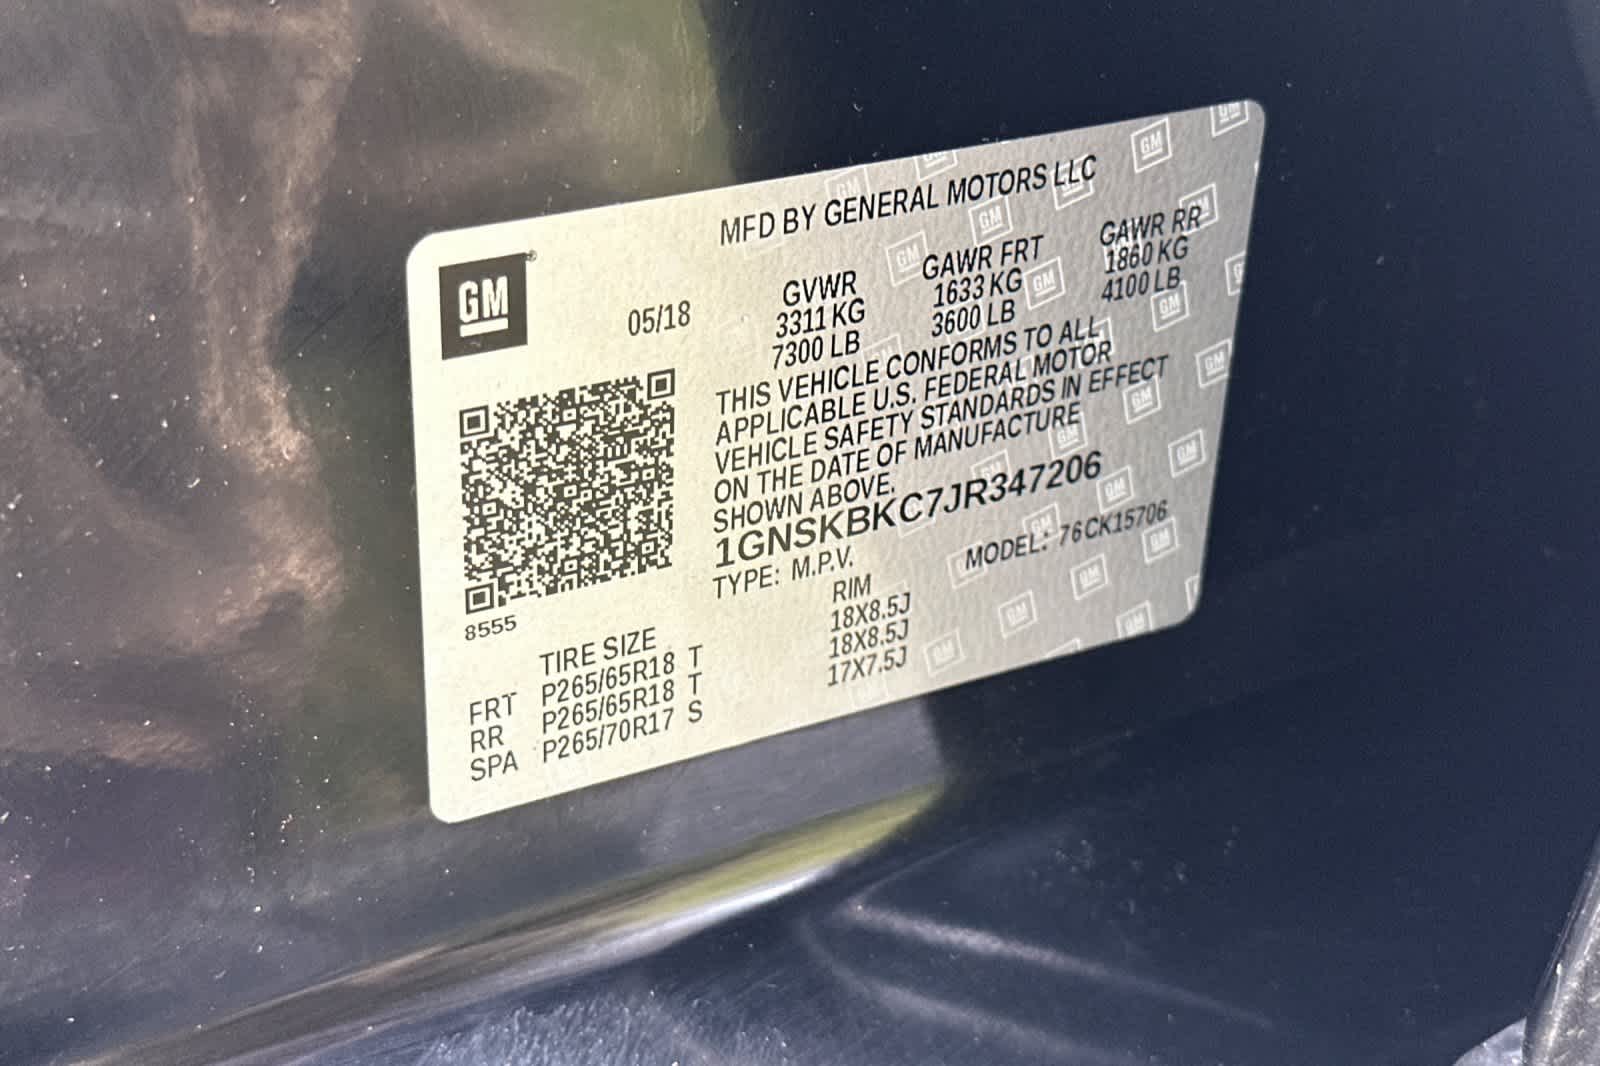 MFD BY GENERAL MOTORS LLC
GM
05/18
GVWR GAWR FRT GAWR RR
3311 KG 1633 KG 1860 KG
7300 LB 3600 LB 4100 LB
THIS VEHICLE CONFORMS TO ALL
APPLICABLE U.S. FEDERAL MOTOR
VEHICLE SAFETY STANDARDS IN EFFECT
ON THE DATE OF MANUFACTURE
SHOWN ABOVE.
1GNSKBKC7JR347206
TYPE: M.P.V. MODEL: 76CK15706
8555
TIRE SIZE RIM
FRT P265/65R18 T 18X8.5J
RR P265/65R18 T 18X8.5J
SPA P265/70R17 S 17X7.5J